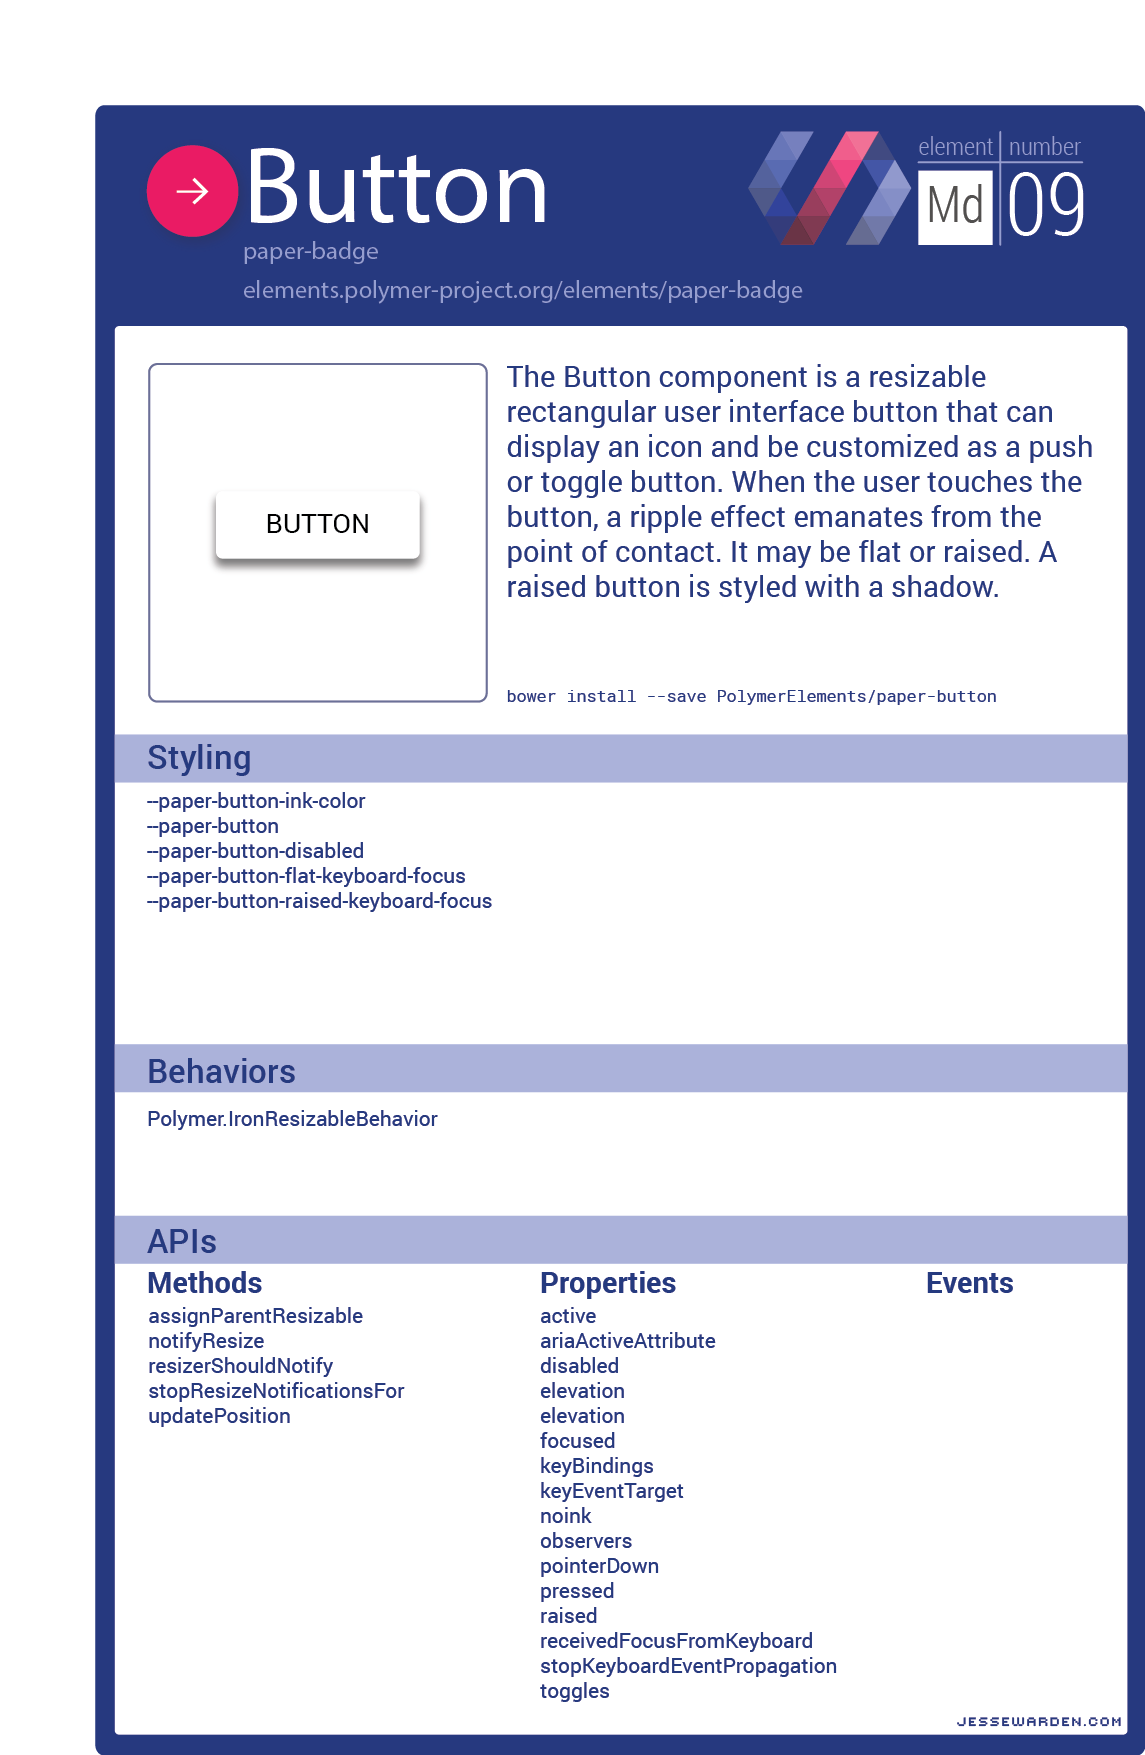 Button
element number
Md 09
paper-badge
elements.polymer-project.org/elements/paper-badge
BUTTON
The Button component is a resizable
rectangular user interface button that can
display an icon and be customized as a push
or toggle button. When the user touches the
button, a ripple effect emanates from the
point of contact. It may be flat or raised. A
raised button is styled with a shadow.
bower install --save PolymerElements/paper-button
Styling
--paper-button-ink-color
--paper-button
--paper-button-disabled
--paper-button-flat-keyboard-focus
--paper-button-raised-keyboard-focus
Behaviors
Polymer.IronResizableBehavior
APIs
Methods
assignParentResizable
notifyResize
resizerShouldNotify
stopResizeNotificationsFor
updatePosition
Properties
active
ariaActiveAttribute
disabled
elevation
elevation
focused
keyBindings
keyEventTarget
noink
observers
pointerDown
pressed
raised
receivedFocusFromKeyboard
stopKeyboardEventPropagation
toggles
Events
JESSEWARDEN.COM